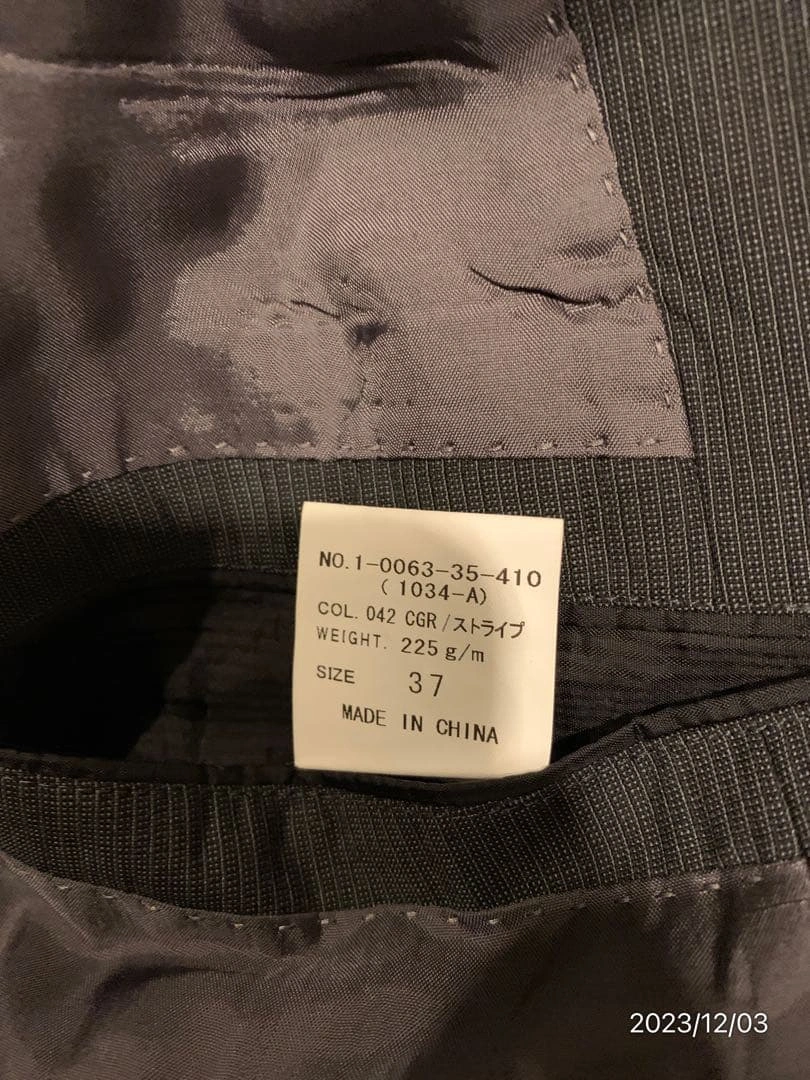 NO.1-0063-35-410
(1034-A)
COL. 042 CGR/ストライプ
WEIGHT. 225g/m
SIZE 37
MADE IN CHINA
2023/12/03